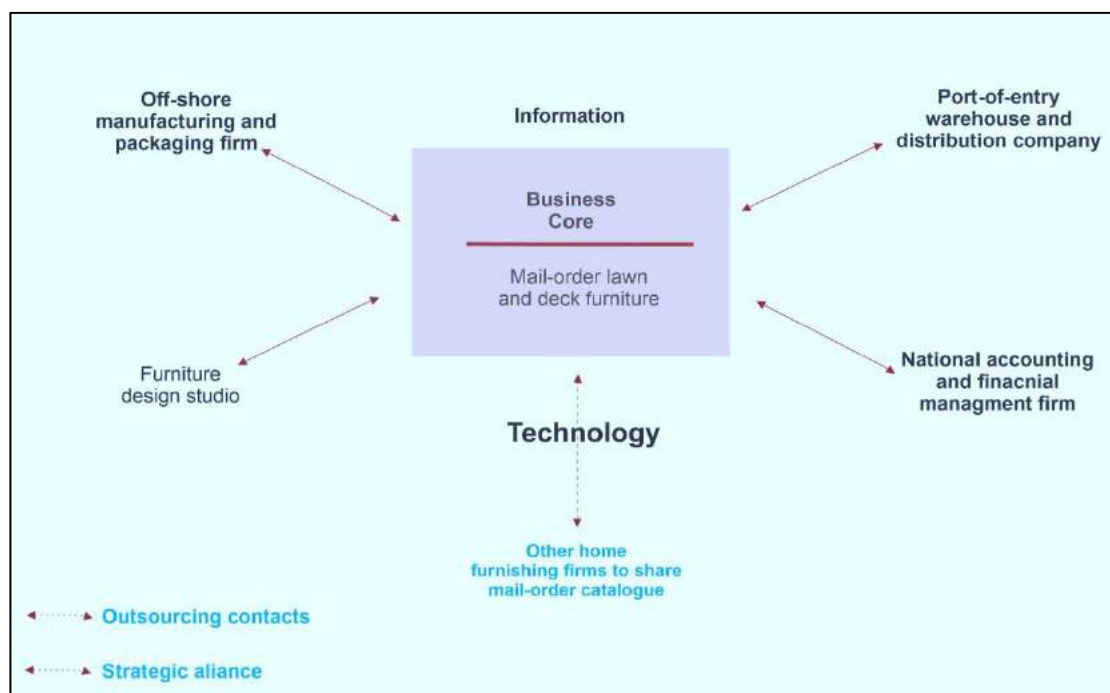 Off-shore
manufacturing and
packaging firm
Information
Port-of-entry
warehouse and
distribution company
Business
Core
Mail-order lawn
and deck furniture
Furniture
design studio
National accounting
and finacnial
managment firm
Technology
Other home
furnishing firms to share
mail-order catalogue
Outsourcing contacts
Strategic aliance